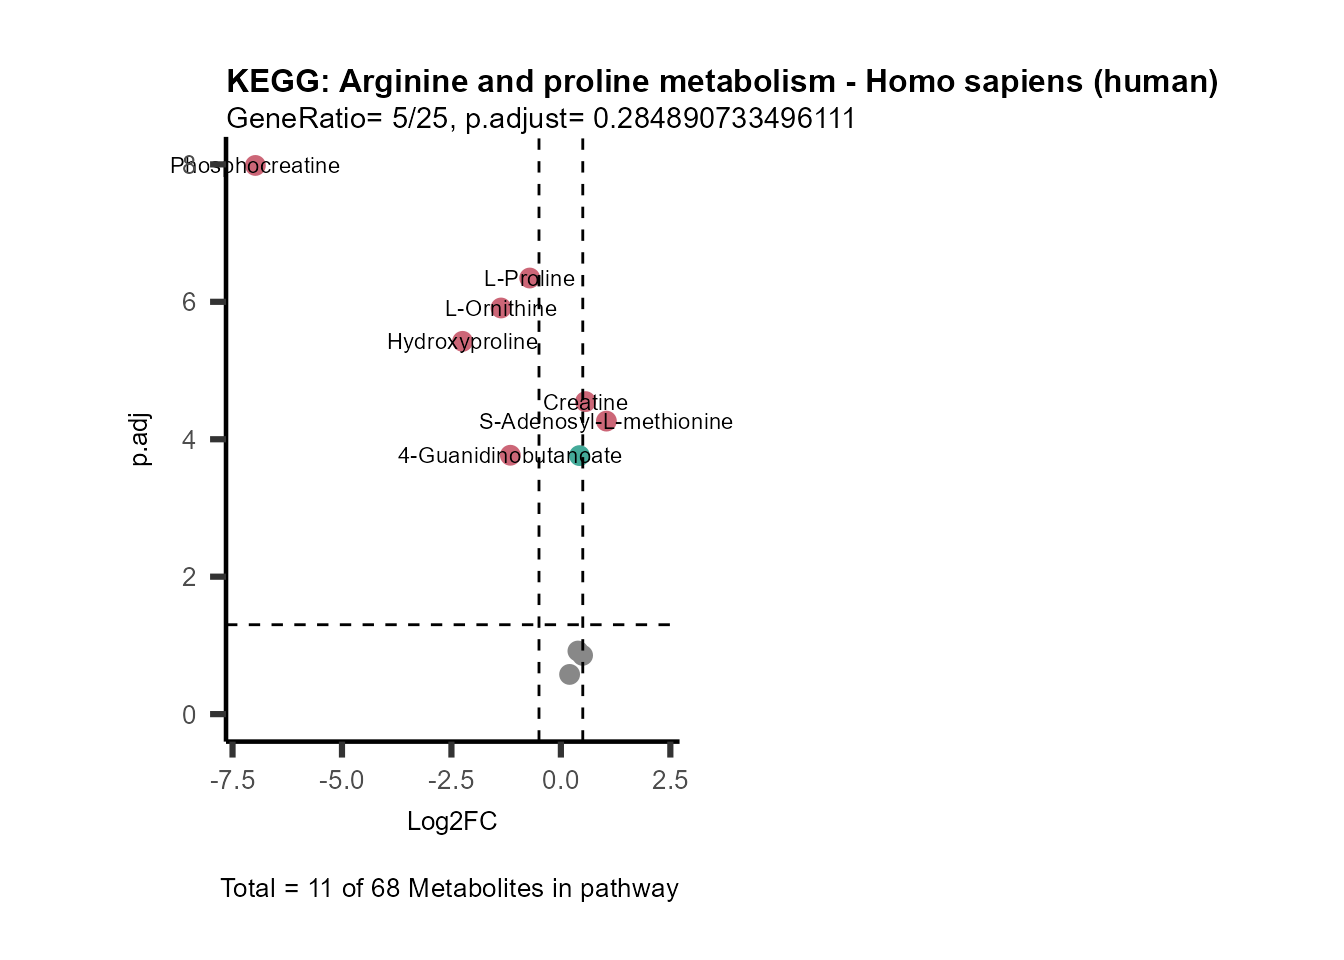 KEGG: Arginine and proline metabolism - Homo sapiens (human)
GeneRatio= 5/25, p.adjust= 0.284890733496111
8
Phosphocreatine
L-Proline
6
L-Ornithine
Hydroxyproline
Creatine
S-Adenosyl-L-methionine
4
4-Guanidinobutanoate
p.adj
2
0
-7.5 -5.0 -2.5 0.0 2.5
Log2FC
Total = 11 of 68 Metabolites in pathway